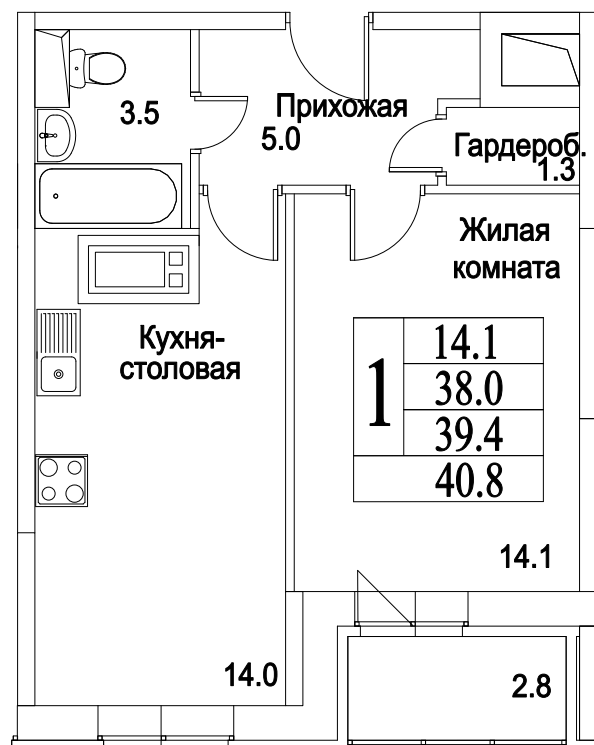 3.5
Прихожая
5.0
Гардероб.
1.3
Жилая
комната
Кухня-
столовая
1
14.1
38.0
39.4
40.8
14.1
14.0
2.8